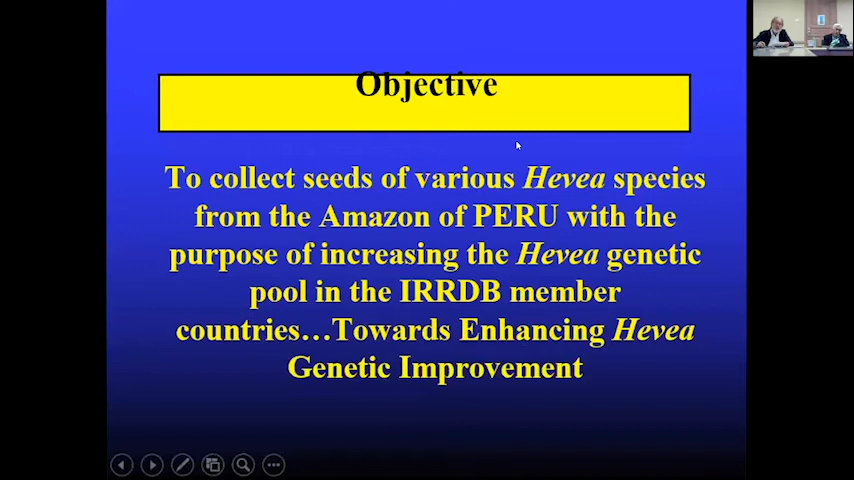 Objective
To collect seeds of various Hevea species
from the Amazon of PERU with the
purpose of increasing the Hevea genetic
pool in the IRRDB member
countries…Towards Enhancing Hevea
Genetic Improvement